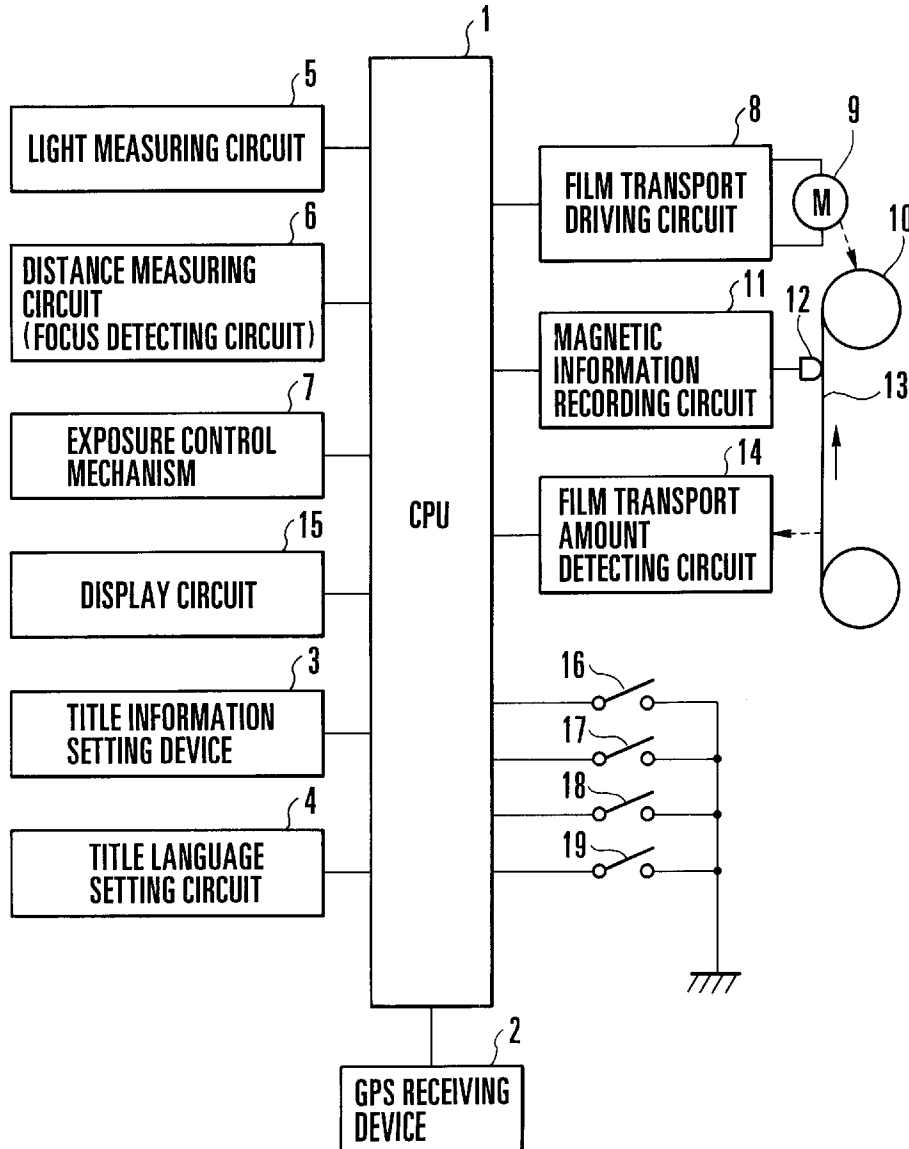 1
5
LIGHT MEASURING CIRCUIT
6
DISTANCE MEASURING
CIRCUIT
(FOCUS DETECTING CIRCUIT)
7
EXPOSURE CONTROL
MECHANISM
15
DISPLAY CIRCUIT
3
TITLE INFORMATION
SETTING DEVICE
4
TITLE LANGUAGE
SETTING CIRCUIT
CPU
8
FILM TRANSPORT
DRIVING CIRCUIT
9
M
10
11
MAGNETIC
INFORMATION
RECORDING CIRCUIT
12
13
14
FILM TRANSPORT
AMOUNT
DETECTING CIRCUIT
16
17
18
19
2
GPS RECEIVING
DEVICE